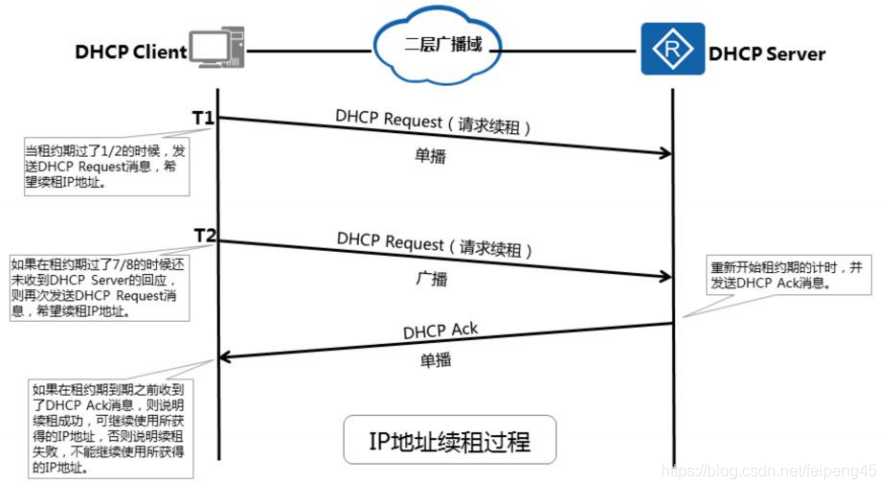 DHCP Client
二层广播域
R
DHCP Server
T1
DHCP Request（请求续租）
单播
当租约期过了1/2的时候，发
送DHCP Request消息，希
望续租IP地址。
T2
DHCP Request（请求续租）
广播
如果在租约期过了7/8的时候还
未收到DHCP Server的回应，
则再次发送DHCP Request消
息，希望续租IP地址。
重新开始租约期的计时，并
发送DHCP Ack消息。
DHCP Ack
单播
如果在租约期到期之前收到
了DHCP Ack消息，则说明
续租成功，可继续使用所获
得的IP地址，否则说明续租
失败，不能继续使用所获得
的IP地址。
IP地址续租过程
https://blog.csdn.net/feipeng45